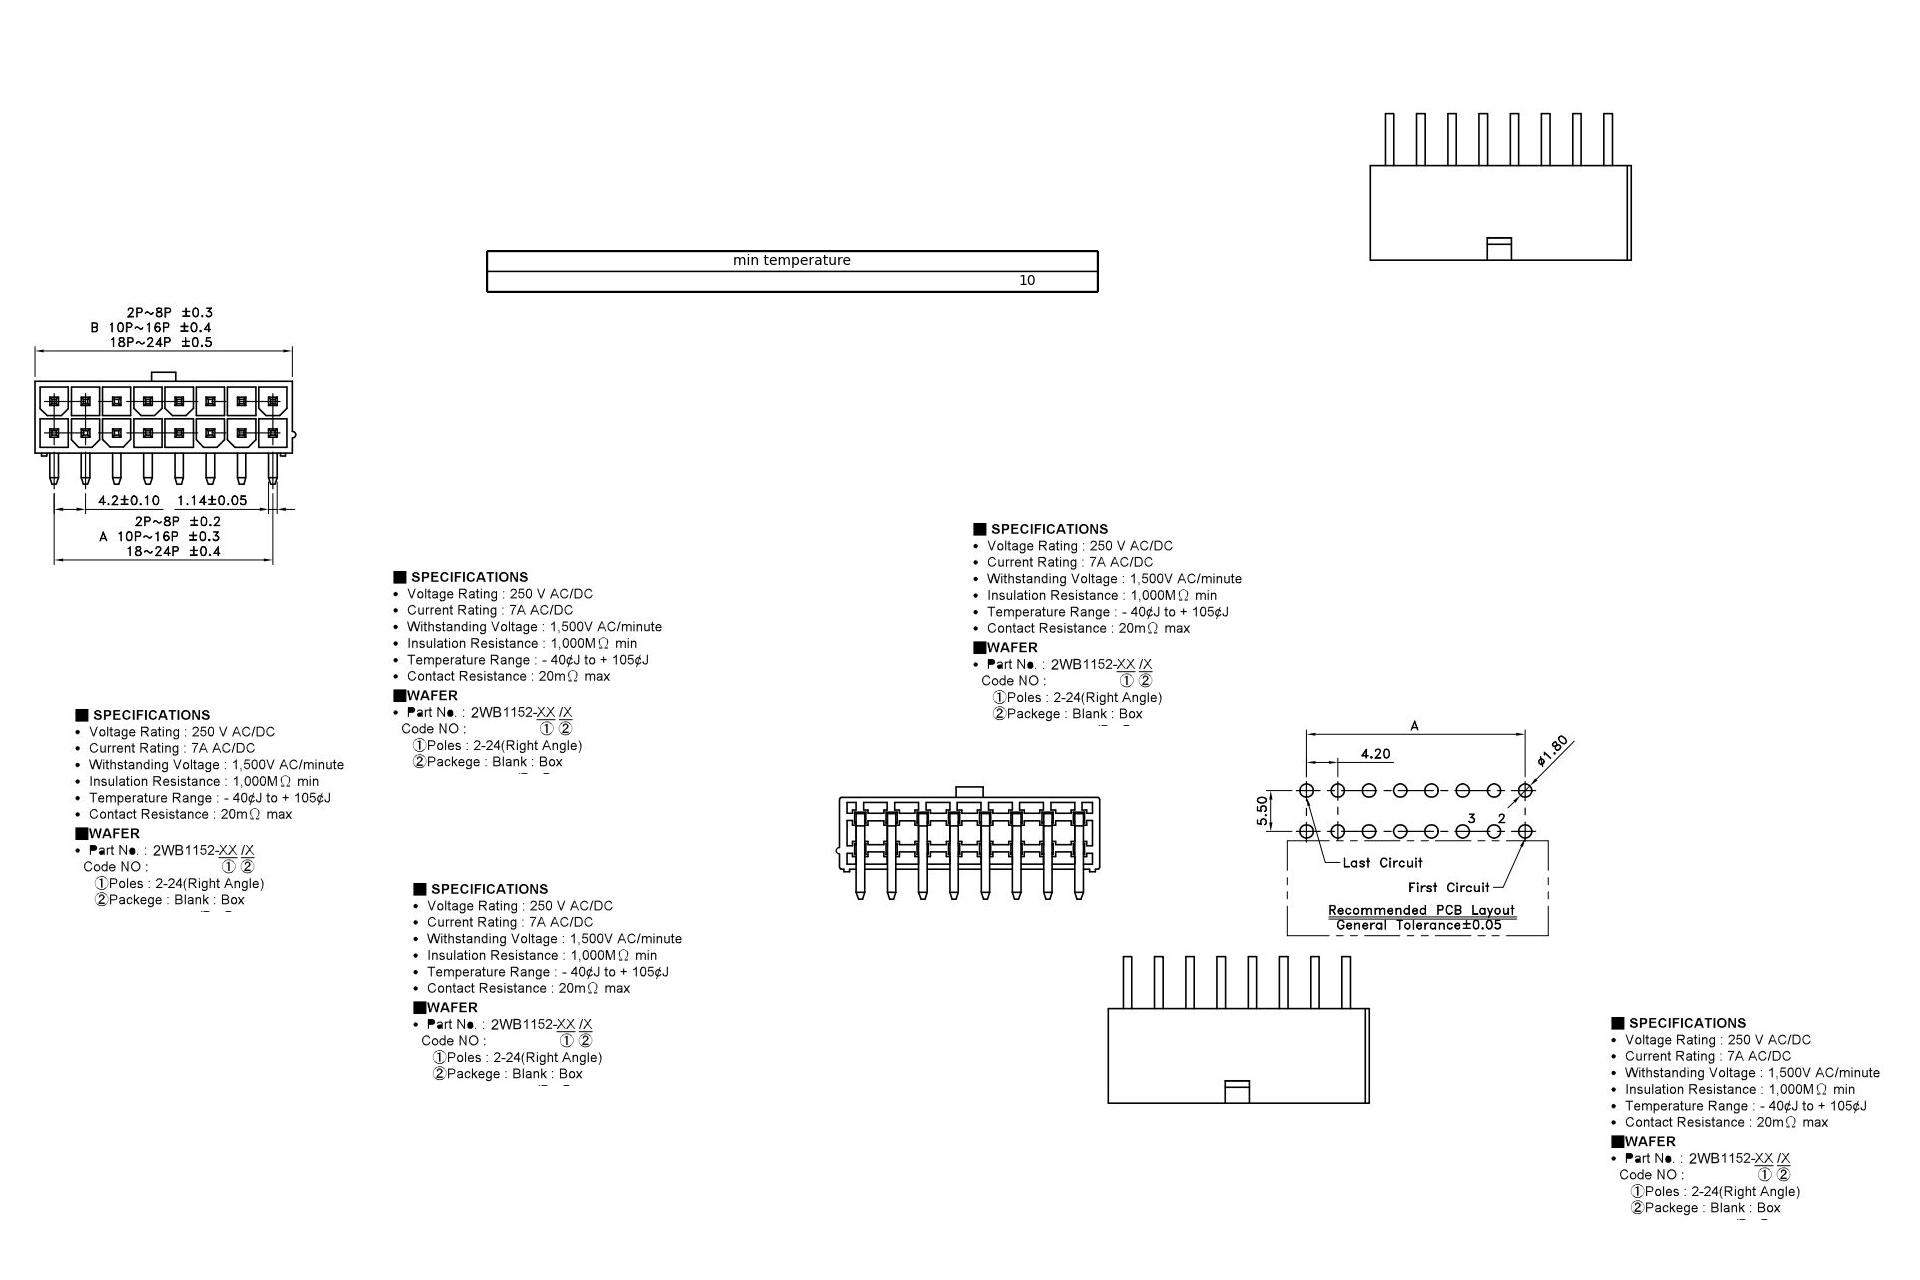 min temperature
10
2P~8P ±0.3
B 10P~16P ±0.4
18P~24P ±0.5
4.2±0.10 1.14±0.05
2P~8P ±0.2
A 10P~16P ±0.3
18~24P ±0.4
■ SPECIFICATIONS
• Voltage Rating : 250 V AC/DC
• Current Rating : 7A AC/DC
• Withstanding Voltage : 1,500V AC/minute
• Insulation Resistance : 1,000MΩ min
• Temperature Range : - 40¢J to + 105¢J
• Contact Resistance : 20mΩ max
■WAFER
• Part No. : 2WB1152-XX /X
Code NO : ① ②
①Poles : 2-24(Right Angle)
②Packege : Blank : Box
■ SPECIFICATIONS
• Voltage Rating : 250 V AC/DC
• Current Rating : 7A AC/DC
• Withstanding Voltage : 1,500V AC/minute
• Insulation Resistance : 1,000MΩ min
• Temperature Range : - 40¢J to + 105¢J
• Contact Resistance : 20mΩ max
■WAFER
• Part No. : 2WB1152-XX /X
Code NO : ① ②
①Poles : 2-24(Right Angle)
②Packege : Blank : Box
■ SPECIFICATIONS
• Voltage Rating : 250 V AC/DC
• Current Rating : 7A AC/DC
• Withstanding Voltage : 1,500V AC/minute
• Insulation Resistance : 1,000MΩ min
• Temperature Range : - 40¢J to + 105¢J
• Contact Resistance : 20mΩ max
■WAFER
• Part No. : 2WB1152-XX /X
Code NO : ① ②
①Poles : 2-24(Right Angle)
②Packege : Blank : Box
A
4.20
ø1.80
5.50
3 2
Last Circuit
First Circuit
Recommended PCB Layout
General Tolerance±0.05
■ SPECIFICATIONS
• Voltage Rating : 250 V AC/DC
• Current Rating : 7A AC/DC
• Withstanding Voltage : 1,500V AC/minute
• Insulation Resistance : 1,000MΩ min
• Temperature Range : - 40¢J to + 105¢J
• Contact Resistance : 20mΩ max
■WAFER
• Part No. : 2WB1152-XX /X
Code NO : ① ②
①Poles : 2-24(Right Angle)
②Packege : Blank : Box
■ SPECIFICATIONS
• Voltage Rating : 250 V AC/DC
• Current Rating : 7A AC/DC
• Withstanding Voltage : 1,500V AC/minute
• Insulation Resistance : 1,000MΩ min
• Temperature Range : - 40¢J to + 105¢J
• Contact Resistance : 20mΩ max
■WAFER
• Part No. : 2WB1152-XX /X
Code NO : ① ②
①Poles : 2-24(Right Angle)
②Packege : Blank : Box